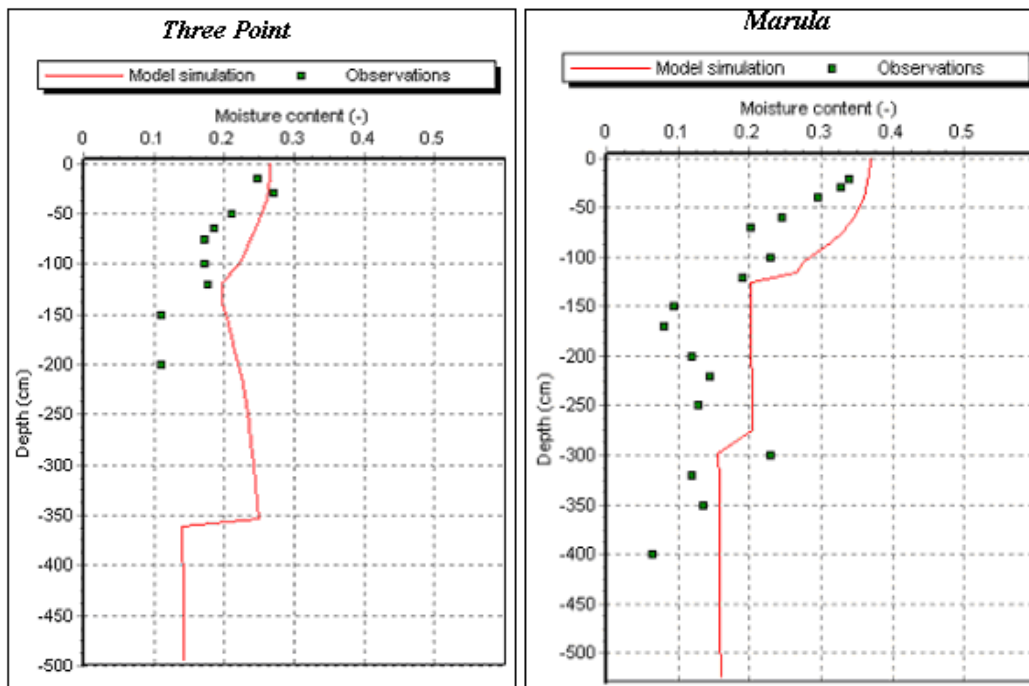 Three Point
Model simulation
Observations
Moisture content (-)
0 0.1 0.2 0.3 0.4 0.5
Depth (cm)
0
-50
-100
-150
-200
-250
-300
-350
-400
-450
-500
Marula
Model simulation
Observations
Moisture content (-)
0 0.1 0.2 0.3 0.4 0.5
Depth (cm)
0
-50
-100
-150
-200
-250
-300
-350
-400
-450
-500